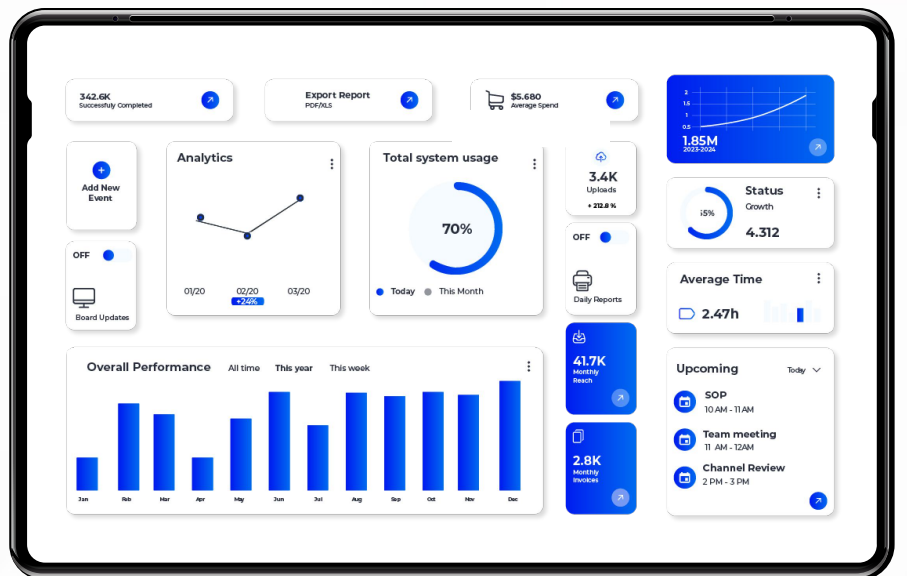 342.6K
Successfuly Completed
Export Report
PDF/XLS
$5.680
Average Spend
2
1.5
1
0.5
1.85M
2023-2024
Add New
Event
Analytics
01/20 02/20 03/20
+24%
Total system usage
70%
Today This Month
3.4K
Uploads
+ 212.8 %
Status
Growth
4.312
OFF
Board Updates
OFF
Daily Reports
Average Time
2.47h
Overall Performance All time This year This week
Jan Feb Mar Apr May Jun Jul Aug Sep Oct Nov Dec
41.7K
Monthly
Reach
2.8K
Monthly
Invoices
Upcoming Today
SOP
10 AM - 11 AM
Team meeting
11 AM - 12AM
Channel Review
2 PM - 3 PM